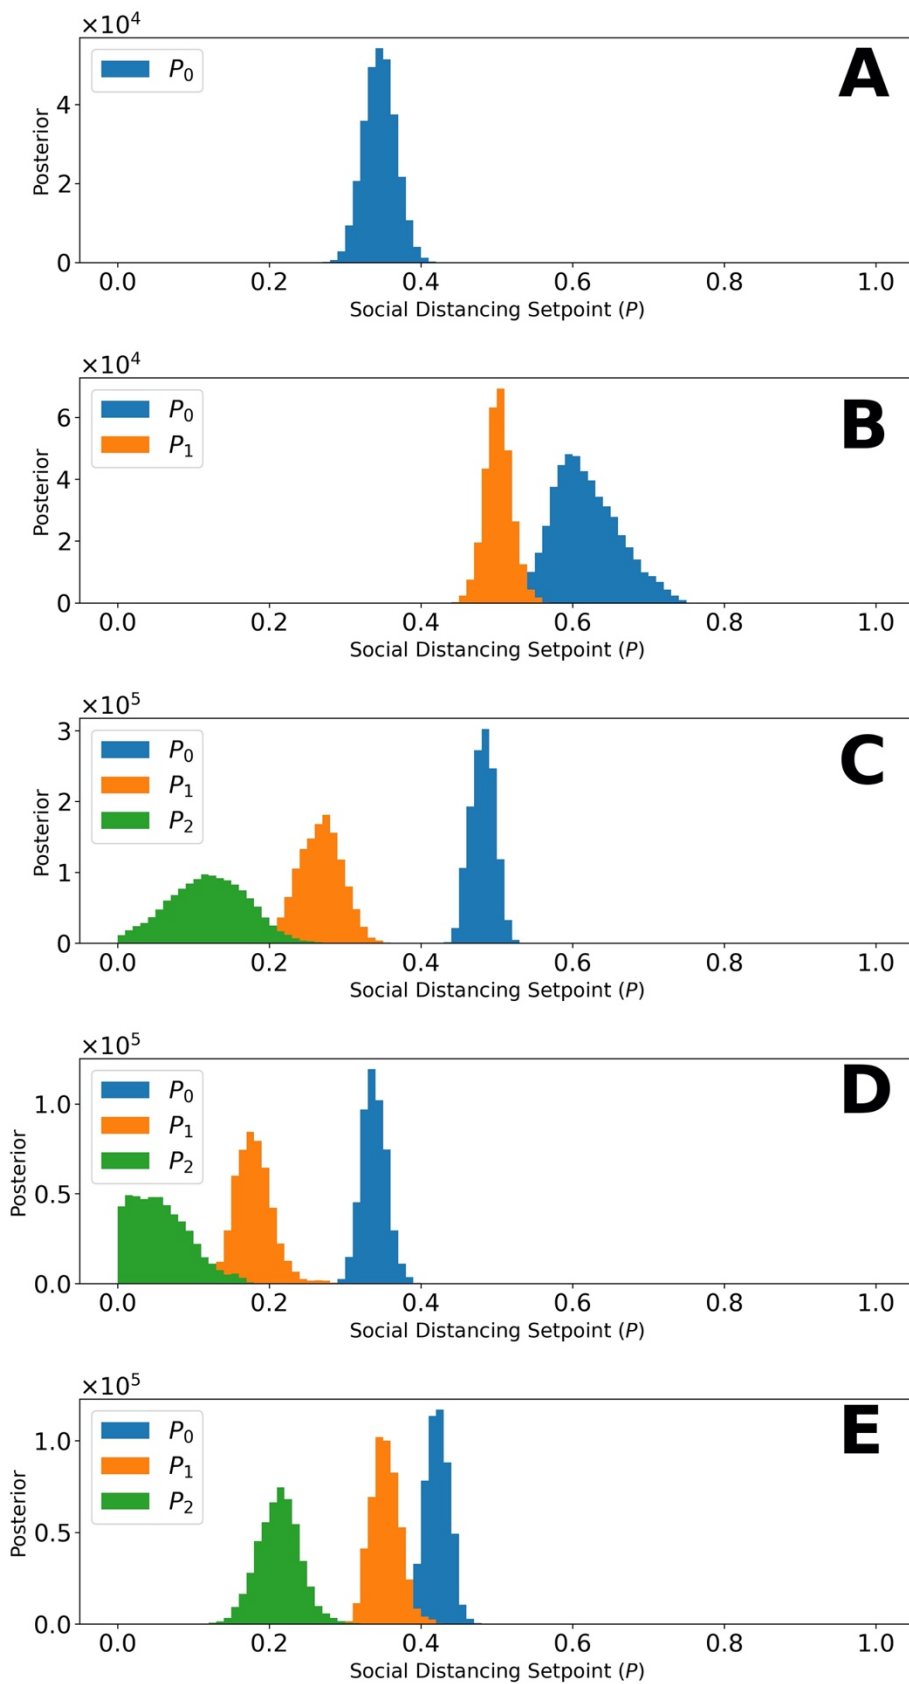 ×10⁴
A
P₀
4
2
0
Posterior
0.0 0.2 0.4 0.6 0.8 1.0
Social Distancing Setpoint (P)
×10⁴
B
P₀
P₁
6
4
2
0
Posterior
0.0 0.2 0.4 0.6 0.8 1.0
Social Distancing Setpoint (P)
×10⁵
C
P₀
P₁
P₂
3
2
1
0
Posterior
0.0 0.2 0.4 0.6 0.8 1.0
Social Distancing Setpoint (P)
×10⁵
D
P₀
P₁
P₂
1.0
0.5
0.0
Posterior
0.0 0.2 0.4 0.6 0.8 1.0
Social Distancing Setpoint (P)
×10⁵
E
P₀
P₁
P₂
1.0
0.5
0.0
Posterior
0.0 0.2 0.4 0.6 0.8 1.0
Social Distancing Setpoint (P)